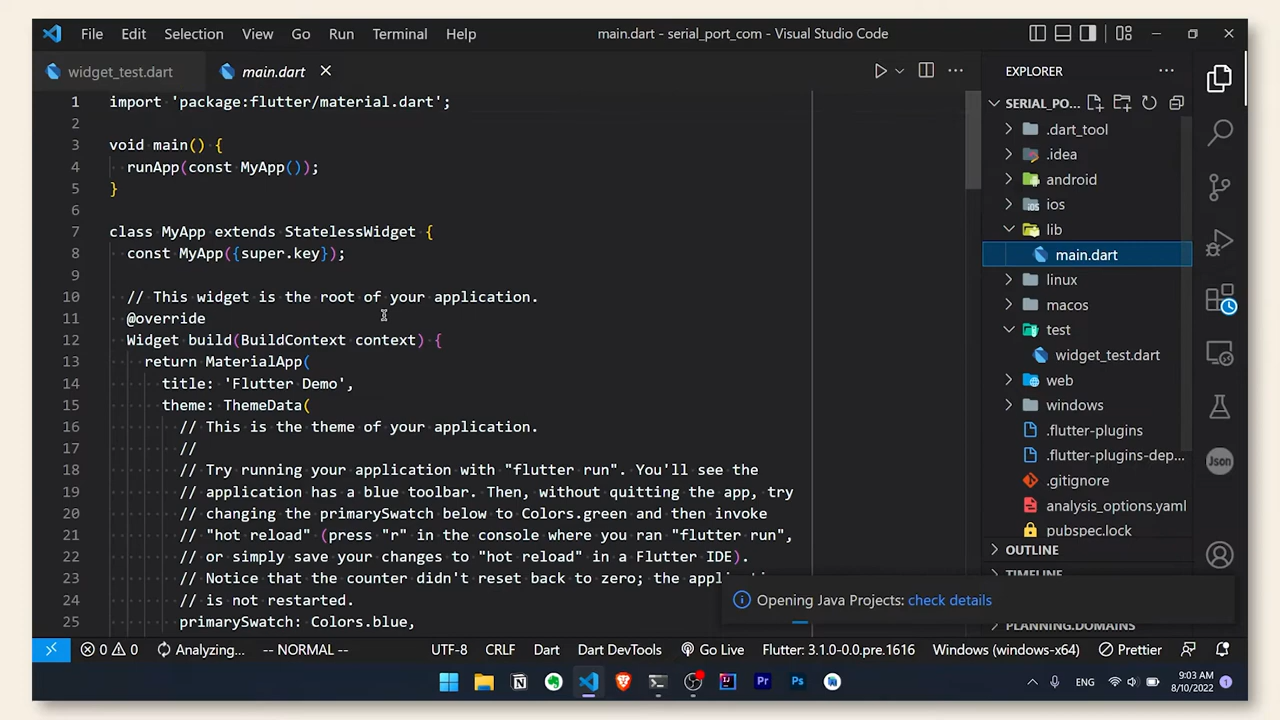 File Edit Selection View Go Run Terminal Help main.dart - serial_port_com - Visual Studio Code
widget_test.dart main.dart
1 import 'package:flutter/material.dart';
2
3 void main() {
4 runApp(const MyApp());
5 }
6
7 class MyApp extends StatelessWidget {
8 const MyApp({super.key});
9
10 // This widget is the root of your application.
11 @override
12 Widget build(BuildContext context) {
13 return MaterialApp(
14 title: 'Flutter Demo',
15 theme: ThemeData(
16 // This is the theme of your application.
17 //
18 // Try running your application with "flutter run". You'll see the
19 // application has a blue toolbar. Then, without quitting the app, try
20 // changing the primarySwatch below to Colors.green and then invoke
21 // "hot reload" (press "r" in the console where you ran "flutter run",
22 // or simply save your changes to "hot reload" in a Flutter IDE).
23 // Notice that the counter didn't reset back to zero; the appl
24 // is not restarted.
25 primarySwatch: Colors.blue,
EXPLORER
SERIAL_PO...
.dart_tool
.idea
android
ios
lib
main.dart
linux
macos
test
widget_test.dart
web
windows
.flutter-plugins
.flutter-plugins-dep...
.gitignore
analysis_options.yaml
pubspec.lock
OUTLINE
TIMELINE
PLANNING.DOMAINS
Json
Opening Java Projects: check details
0 0 Analyzing... -- NORMAL -- UTF-8 CRLF Dart Dart DevTools Go Live Flutter: 3.1.0-0.0.pre.1616 Windows (windows-x64) Prettier
Pr Ps ENG 9:03 AM
8/10/2022 1